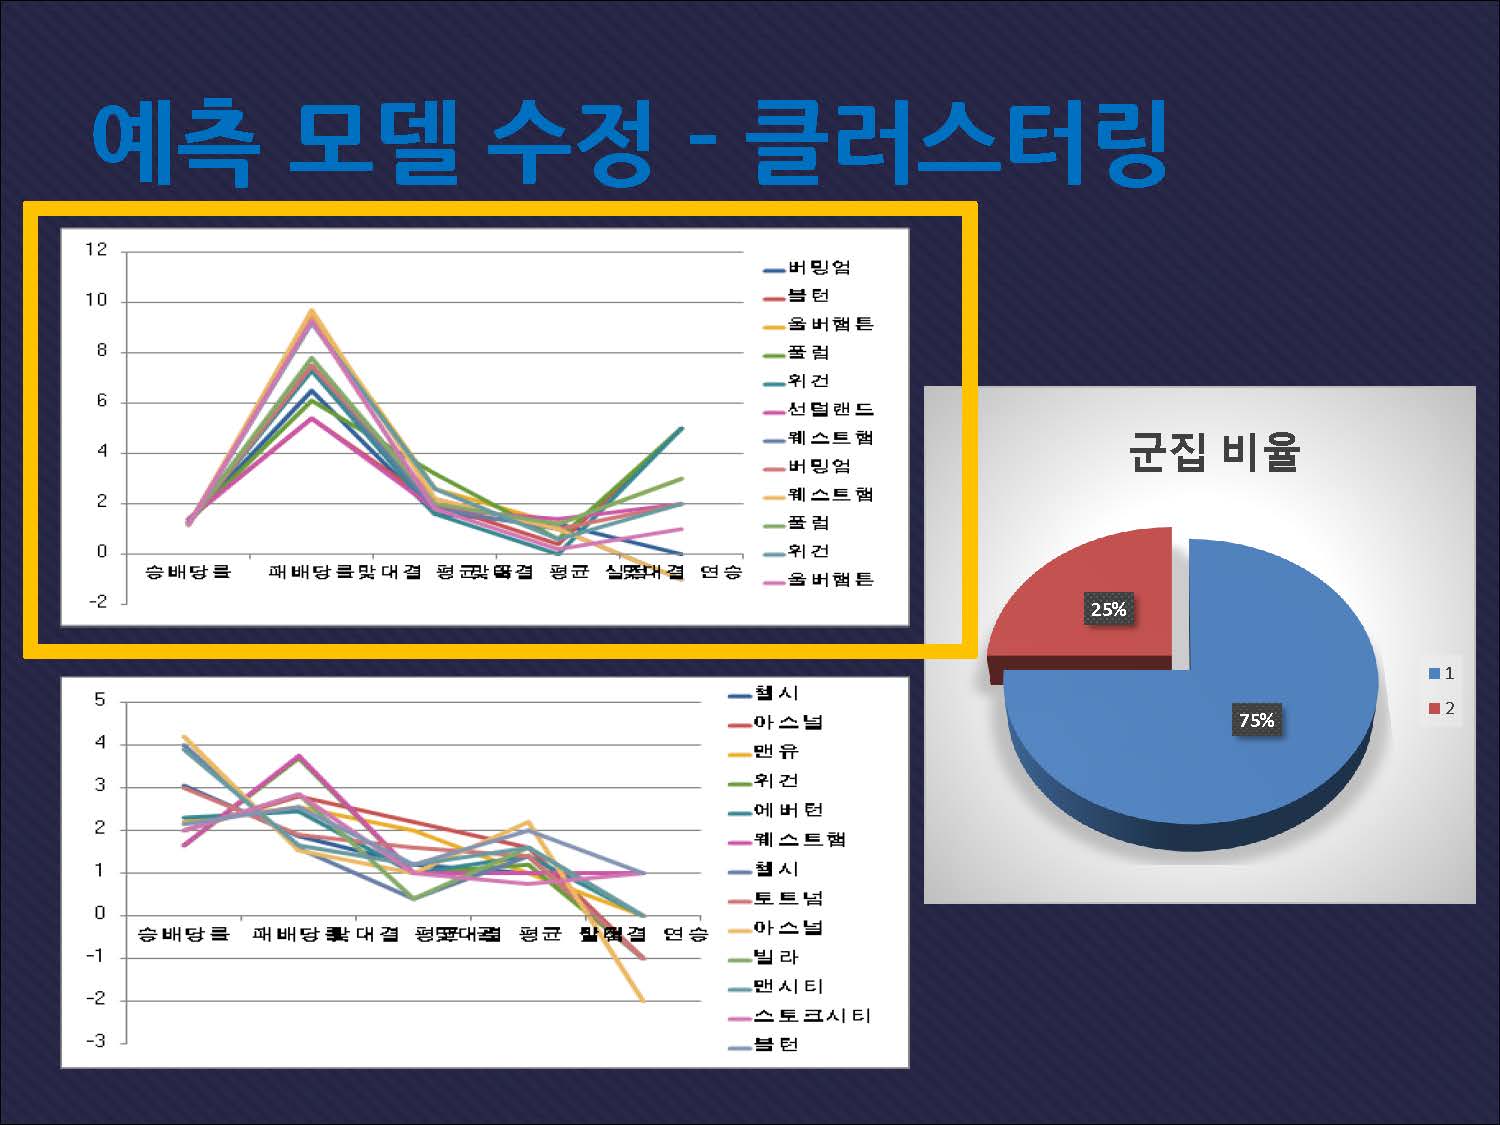 예측 모델 수정 - 클러스터링
12
10
8
6
4
2
0
-2
승배당률 패배당률 맞대결 평균 맞대결 평균 실점 맞대결 연승
버밍엄
블턴
울버햄튼
풀럼
위건
선덜랜드
웨스트햄
버밍엄
웨스트햄
풀럼
위건
울버햄튼
5
4
3
2
1
0
-1
-2
-3
승배당률 패배당률 맞대결 평균 맞대결 평균 맞대결 연승
첼시
아스널
맨유
위건
에버턴
웨스트햄
첼시
토트넘
아스널
빌라
맨시티
스토크시티
블턴
군집 비율
25%
75%
1
2